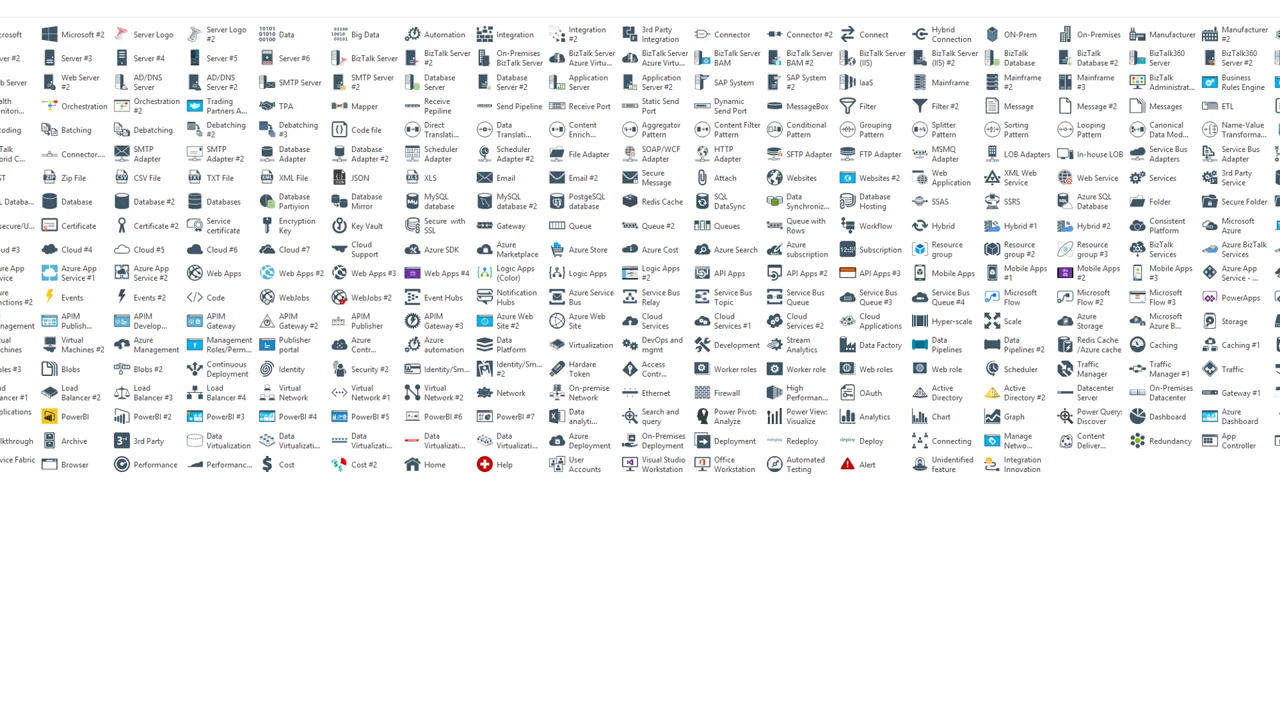 crosoft Microsoft #2 Server Logo Server Logo #2 Data Big Data Automation Integration Integration #2 3rd Party Integration Connector Connector #2 Connect Hybrid Connection ON-Prem On-Premises Manufacturer Manufacturer #2
ver #2 Server #3 Server #4 Server #5 Server #6 BizTalk Server BizTalk Server #2 On-Premises BizTalk Server BizTalk Server Azure Virtu... BizTalk Server Azure Virtu... BizTalk Server BAM BizTalk Server BAM #2 BizTalk Server (IIS) BizTalk Server (IIS) #2 BizTalk Database BizTalk Database #2 BizTalk360 Server BizTalk360 Server #2
b Server Web Server #2 AD/DNS Server AD/DNS Server #2 SMTP Server SMTP Server #2 Database Server Database Server #2 Application Server Application Server #2 SAP System SAP System #2 IaaS Mainframe Mainframe #2 Mainframe #3 BizTalk Administrat... Business Rules Engine
alth nitori... Orchestration Orchestration #2 Trading Partners A... TPA Mapper Receive Pepiline Send Pipeline Receive Port Static Send Port Dynamic Send Port MessageBox Filter Filter #2 Message Message #2 Messages ETL
coding Batching Debatching Debatching #2 Debatching #3 Code file Direct Translati... Data Translati... Content Enrich... Aggregator Pattern Content Filter Pattern Conditional Pattern Grouping Pattern Splitter Pattern Sorting Pattern Looping Pattern Canonical Data Mod... Name-Value Transforma...
Talk rid C... Connector.... SMTP Adapter SMTP Adapter #2 Database Adapter Database Adapter #2 Scheduler Adapter Scheduler Adapter #2 File Adapter SOAP/WCF Adapter HTTP Adapter SFTP Adapter FTP Adapter MSMQ Adapter LOB Adapters In-house LOB Service Bus Adapters Service Bus Adapter
ST Zip File CSV File TXT File XML File JSON XLS Email Email #2 Secure Message Attach Websites Websites #2 Web Application XML Web Service Web Service Services 3rd Party Service
L Databa... Database Database #2 Databases Database Partiyion Database Mirror MySQL database MySQL database #2 PostgreSQL database Redis Cache SQL DataSync Data Synchroniz... Database Hosting SSAS SSRS Azure SQL Database Folder Secure Folder
secure/U... Certificate Certificate #2 Service certificate Encryption Key Key Vault Secure with SSL Gateway Queue Queue #2 Queues Queue with Rows Workflow Hybrid Hybrid #1 Hybrid #2 Consistent Platform Microsoft Azure
ud #3 Cloud #4 Cloud #5 Cloud #6 Cloud #7 Cloud Support Azure SDK Azure Marketplace Azure Store Azure Cost Azure Search Azure subscription Subscription Resource group Resource group #2 Resource group #3 BizTalk Services Azure BizTalk Services
ure App vice Azure App Service #1 Azure App Service #2 Web Apps Web Apps #2 Web Apps #3 Web Apps #4 Logic Apps (Color) Logic Apps Logic Apps #2 API Apps API Apps #2 API Apps #3 Mobile Apps Mobile Apps #1 Mobile Apps #2 Mobile Apps #3 Azure App Service - ...
ure nctions #2 Events Events #2 Code WebJobs WebJobs #2 Event Hubs Notification Hubs Azure Service Bus Service Bus Relay Service Bus Topic Service Bus Queue Service Bus Queue #3 Service Bus Queue #4 Microsoft Flow Microsoft Flow #2 Microsoft Flow #3 PowerApps
M nagement APIM Publish... APIM Develop... APIM Gateway APIM Gateway #2 APIM Publisher APIM Gateway #3 Azure Web Site #2 Azure Web Site Cloud Services Cloud Services #1 Cloud Services #2 Cloud Applications Hyper-scale Scale Azure Storage Microsoft Azure B... Storage
ual chines Virtual Machines #2 Azure Management Management Roles/Perm... Publisher portal Azure Contr... Azure automation Data Platform Virtualization DevOps and mgmt Development Stream Analytics Data Factory Data Pipelines Data Pipelines #2 Redis Cache /Azure cache Caching Caching #1
les #3 Blobs Blobs #2 Continuous Deployment Identity Security #2 Identity/Sm... Identity/Sm... #2 Hardare Token Access Contr... Worker roles Worker role Web roles Web role Scheduler Traffic Manager Traffic Manager #1 Traffic
ad ancer #1 Load Balancer #2 Load Balancer #3 Load Balancer #4 Virtual Network Virtual Network #1 Virtual Network #2 Network On-premise Network Ethernet Firewall High Performan... OAuth Active Directory Active Directory #2 Datacenter Server On-Premises Datacenter Gateway #1
plications PowerBI PowerBI #2 PowerBI #3 PowerBI #4 PowerBI #5 PowerBI #6 PowerBI #7 Data analyti... Search and query Power Pivot: Analyze Power View: Visualize Analytics Chart Graph Power Query: Discover Dashboard Azure Dashboard
lkthrough Archive 3rd Party Data Virtualization Data Virtualizati... Data Virtualizati... Data Virtualizati... Data Virtualizati... Azure Deployment On-Premises Deployment Deployment Redeploy Deploy Connecting Manage Netwo... Content Deliver... Redundancy App Controller
vice Fabric Browser Performance Performanc... Cost Cost #2 Home Help User Accounts Visual Studio Workstation Office Workstation Automated Testing Alert Unidentified feature Integration Innovation